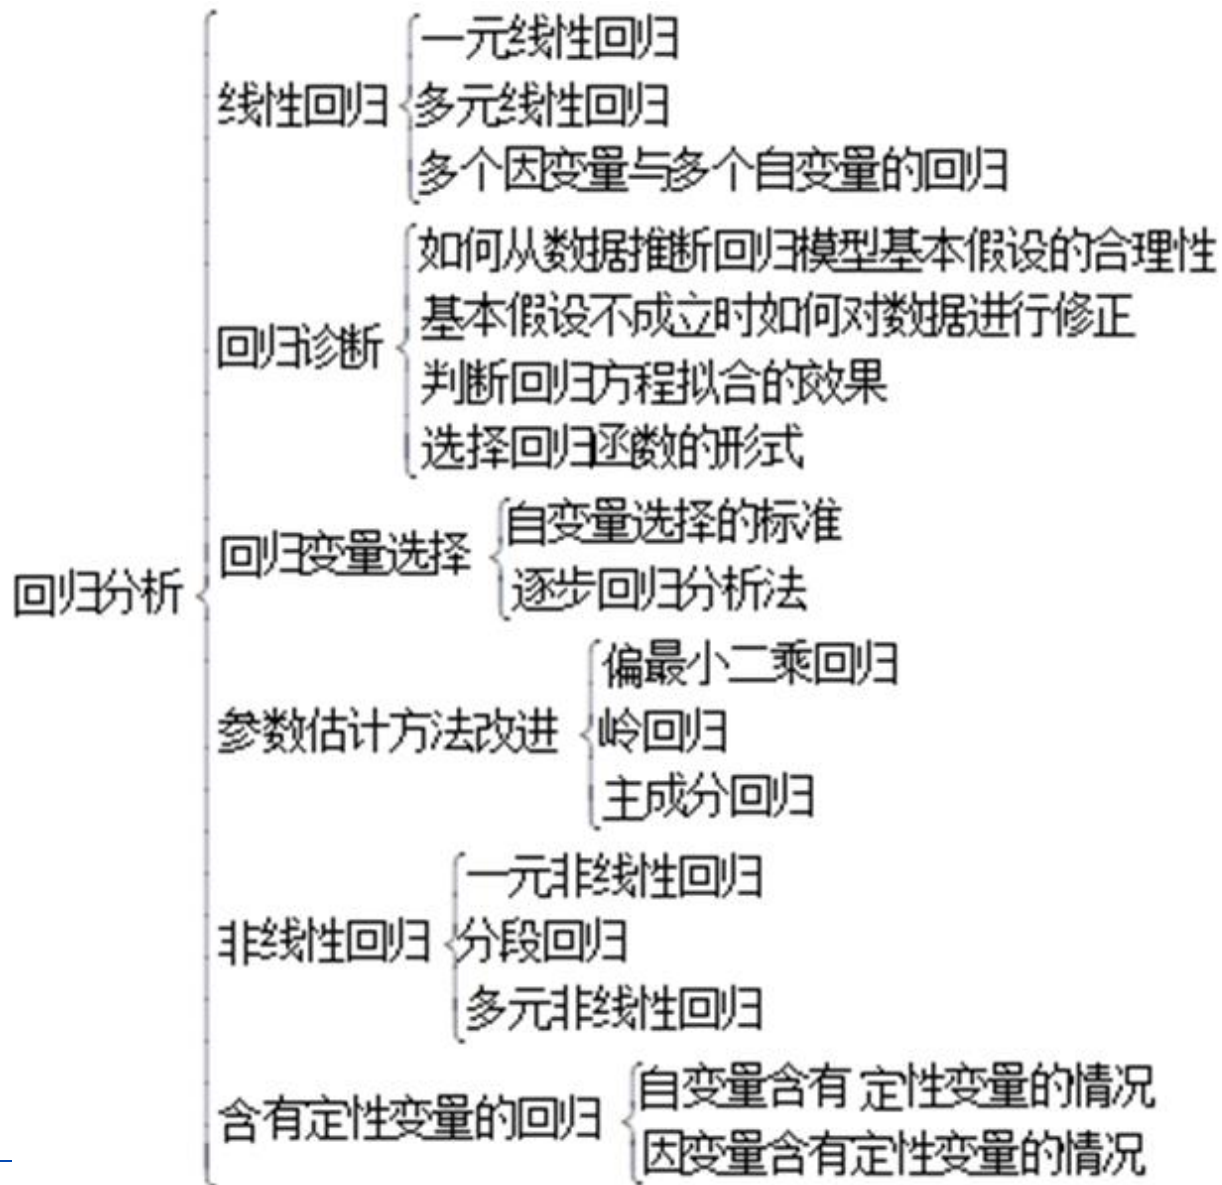 回归分析
线性回归
一元线性回归
多元线性回归
多个因变量与多个自变量的回归
回归诊断
如何从数据推断回归模型基本假设的合理性
基本假设不成立时如何对数据进行修正
判断回归方程拟合的效果
选择回归函数的形式
回归变量选择
自变量选择的标准
逐步回归分析法
参数估计方法改进
偏最小二乘回归
岭回归
主成分回归
非线性回归
一元非线性回归
分段回归
多元非线性回归
含有定性变量的回归
自变量含有 定性变量的情况
因变量含有定性变量的情况